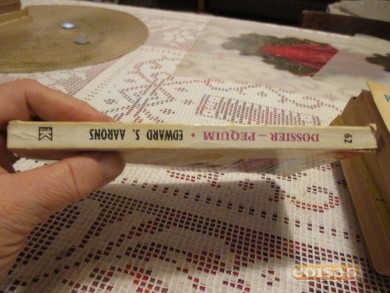 62
DOSSIER - PEQUIM • EDWARD S. AARONS
K